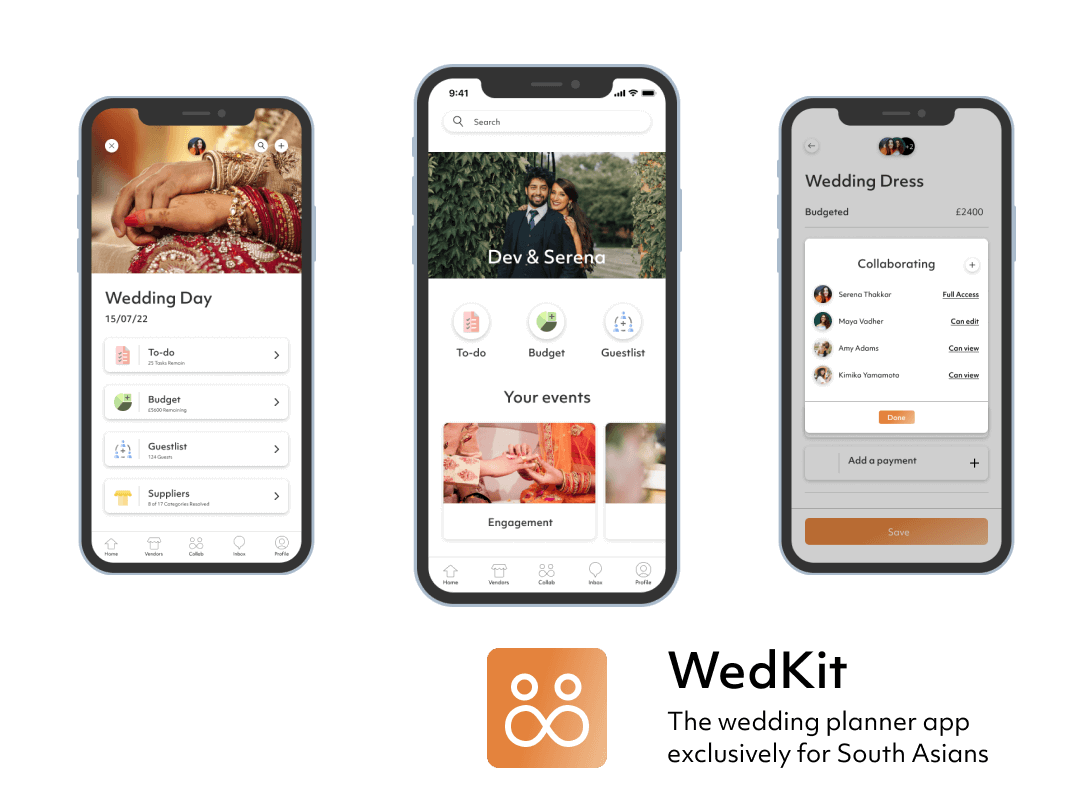 Wedding Day
15/07/22
To-do
25 Tasks Remain
Budget
£5600 Remaining
Guestlist
124 Guests
Suppliers
8 of 17 Categories Resolved
Home Vendors Collab Inbox Profile
9:41
Search
Dev & Serena
To-do Budget Guestlist
Your events
Engagement
Home Vendors Collab Inbox Profile
+2
Wedding Dress
Budgeted £2400
Collaborating
Serena Thakkar Full Access
Maya Vadher Can edit
Amy Adams Can view
Kimiko Yamamoto Can view
Done
Add a payment
Save
WedKit
The wedding planner app
exclusively for South Asians